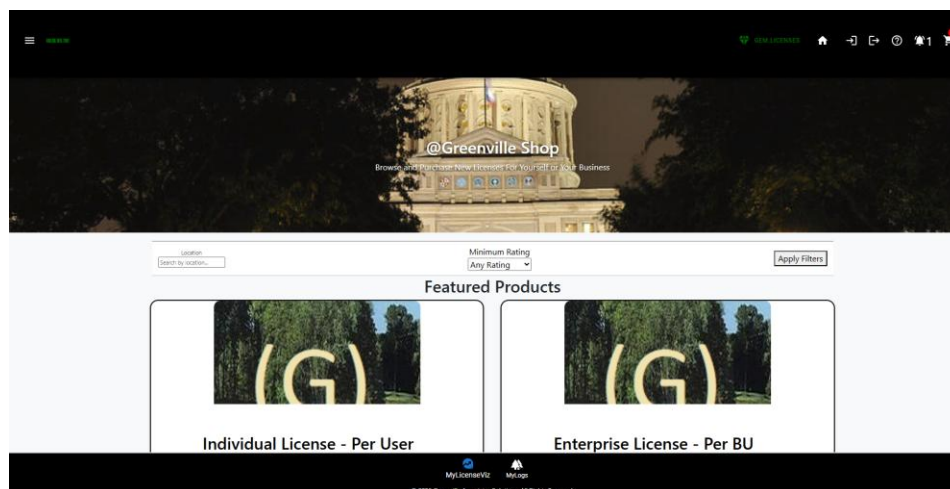 GEM LICENSES
1
@Greenville Shop
Browse and Purchase New Licenses For Yourself or Your Business
Location
Search by location...
Minimum Rating
Any Rating
Apply Filters
Featured Products
(G)
(G)
Individual License - Per User
Enterprise License - Per BU
MyLicenseViz
MyLogs